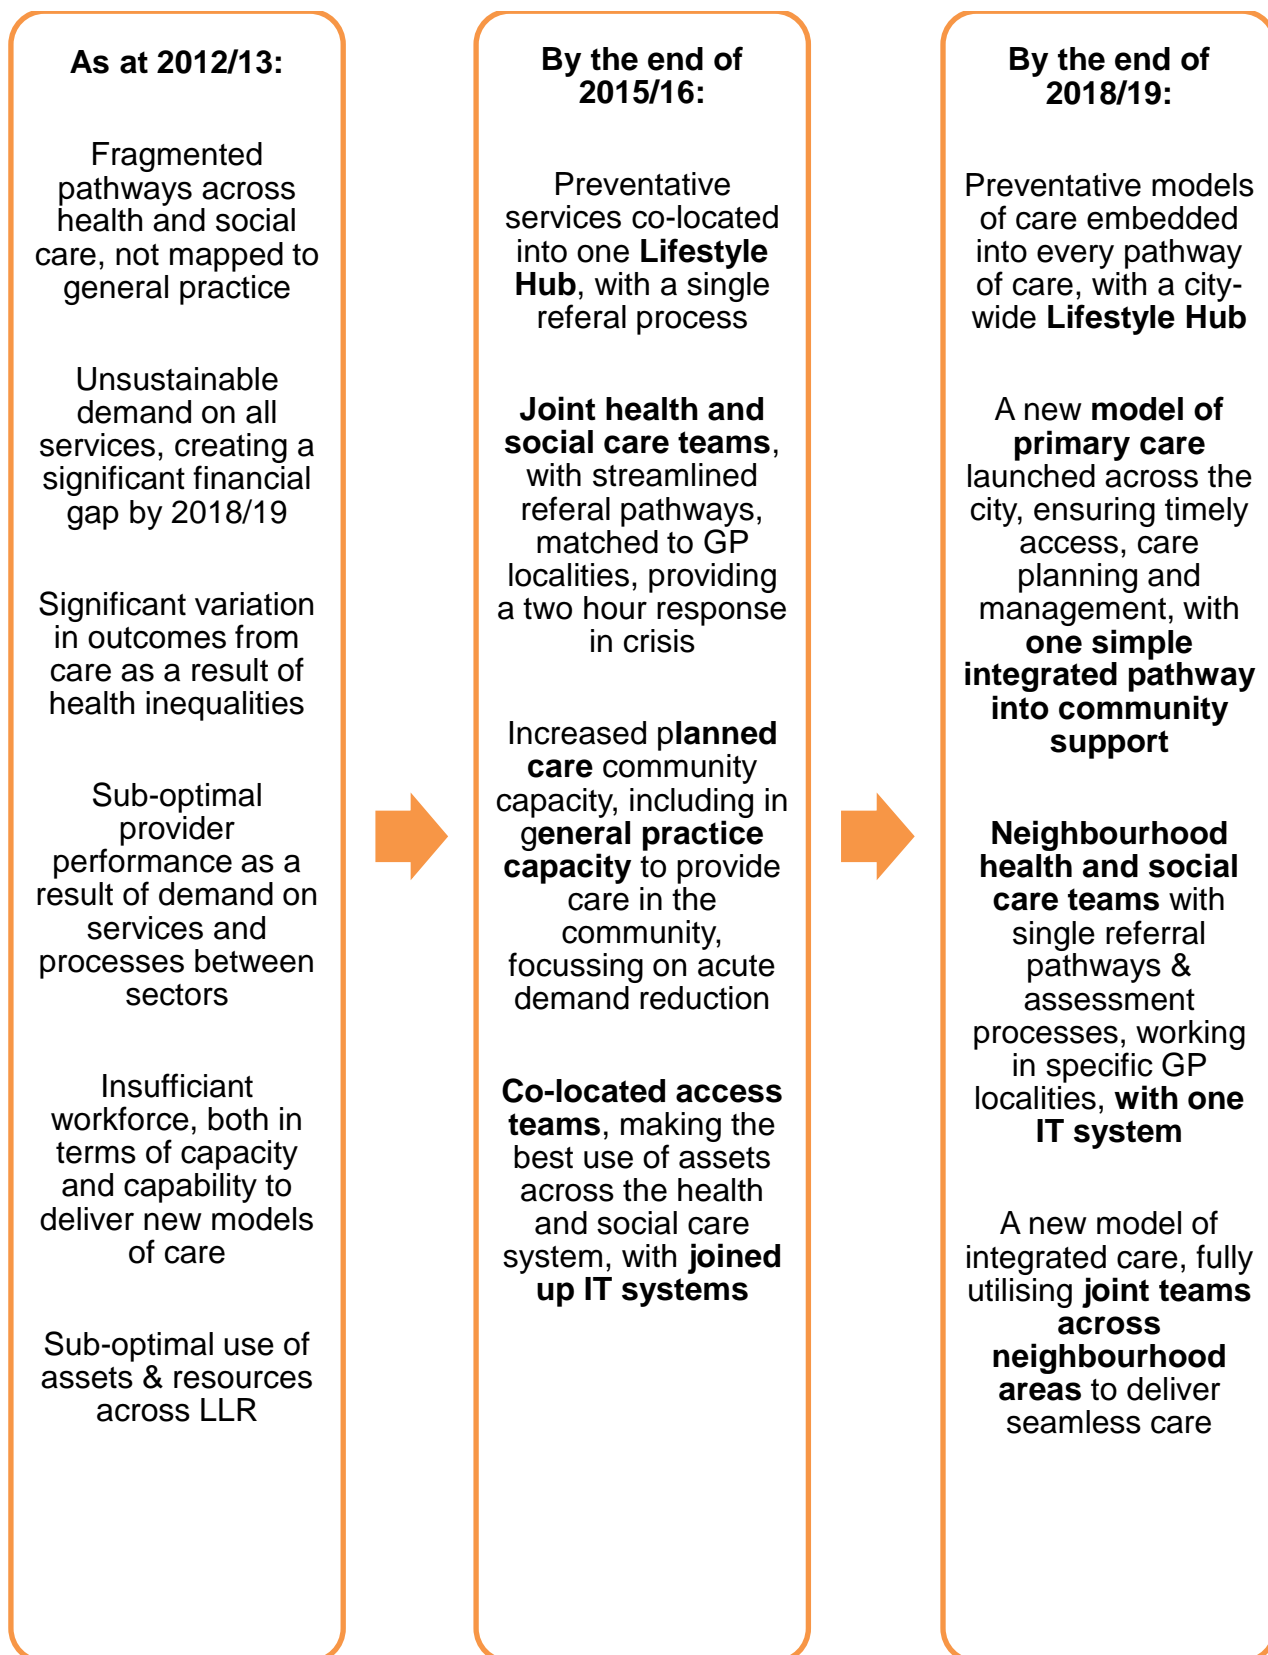 As at 2012/13:
Fragmented
pathways across
health and social
care, not mapped to
general practice
Unsustainable
demand on all
services, creating a
significant financial
gap by 2018/19
Significant variation
in outcomes from
care as a result of
health inequalities
Sub-optimal
provider
performance as a
result of demand on
services and
processes between
sectors
Insufficiant
workforce, both in
terms of capacity
and capability to
deliver new models
of care
Sub-optimal use of
assets & resources
across LLR
By the end of
2015/16:
Preventative
services co-located
into one Lifestyle
Hub, with a single
referal process
Joint health and
social care teams,
with streamlined
referal pathways,
matched to GP
localities, providing
a two hour response
in crisis
Increased planned
care community
capacity, including in
general practice
capacity to provide
care in the
community,
focussing on acute
demand reduction
Co-located access
teams, making the
best use of assets
across the health
and social care
system, with joined
up IT systems
By the end of
2018/19:
Preventative models
of care embedded
into every pathway
of care, with a city-
wide Lifestyle Hub
A new model of
primary care
launched across the
city, ensuring timely
access, care
planning and
management, with
one simple
integrated pathway
into community
support
Neighbourhood
health and social
care teams with
single referral
pathways &
assessment
processes, working
in specific GP
localities, with one
IT system
A new model of
integrated care, fully
utilising joint teams
across
neighbourhood
areas to deliver
seamless care